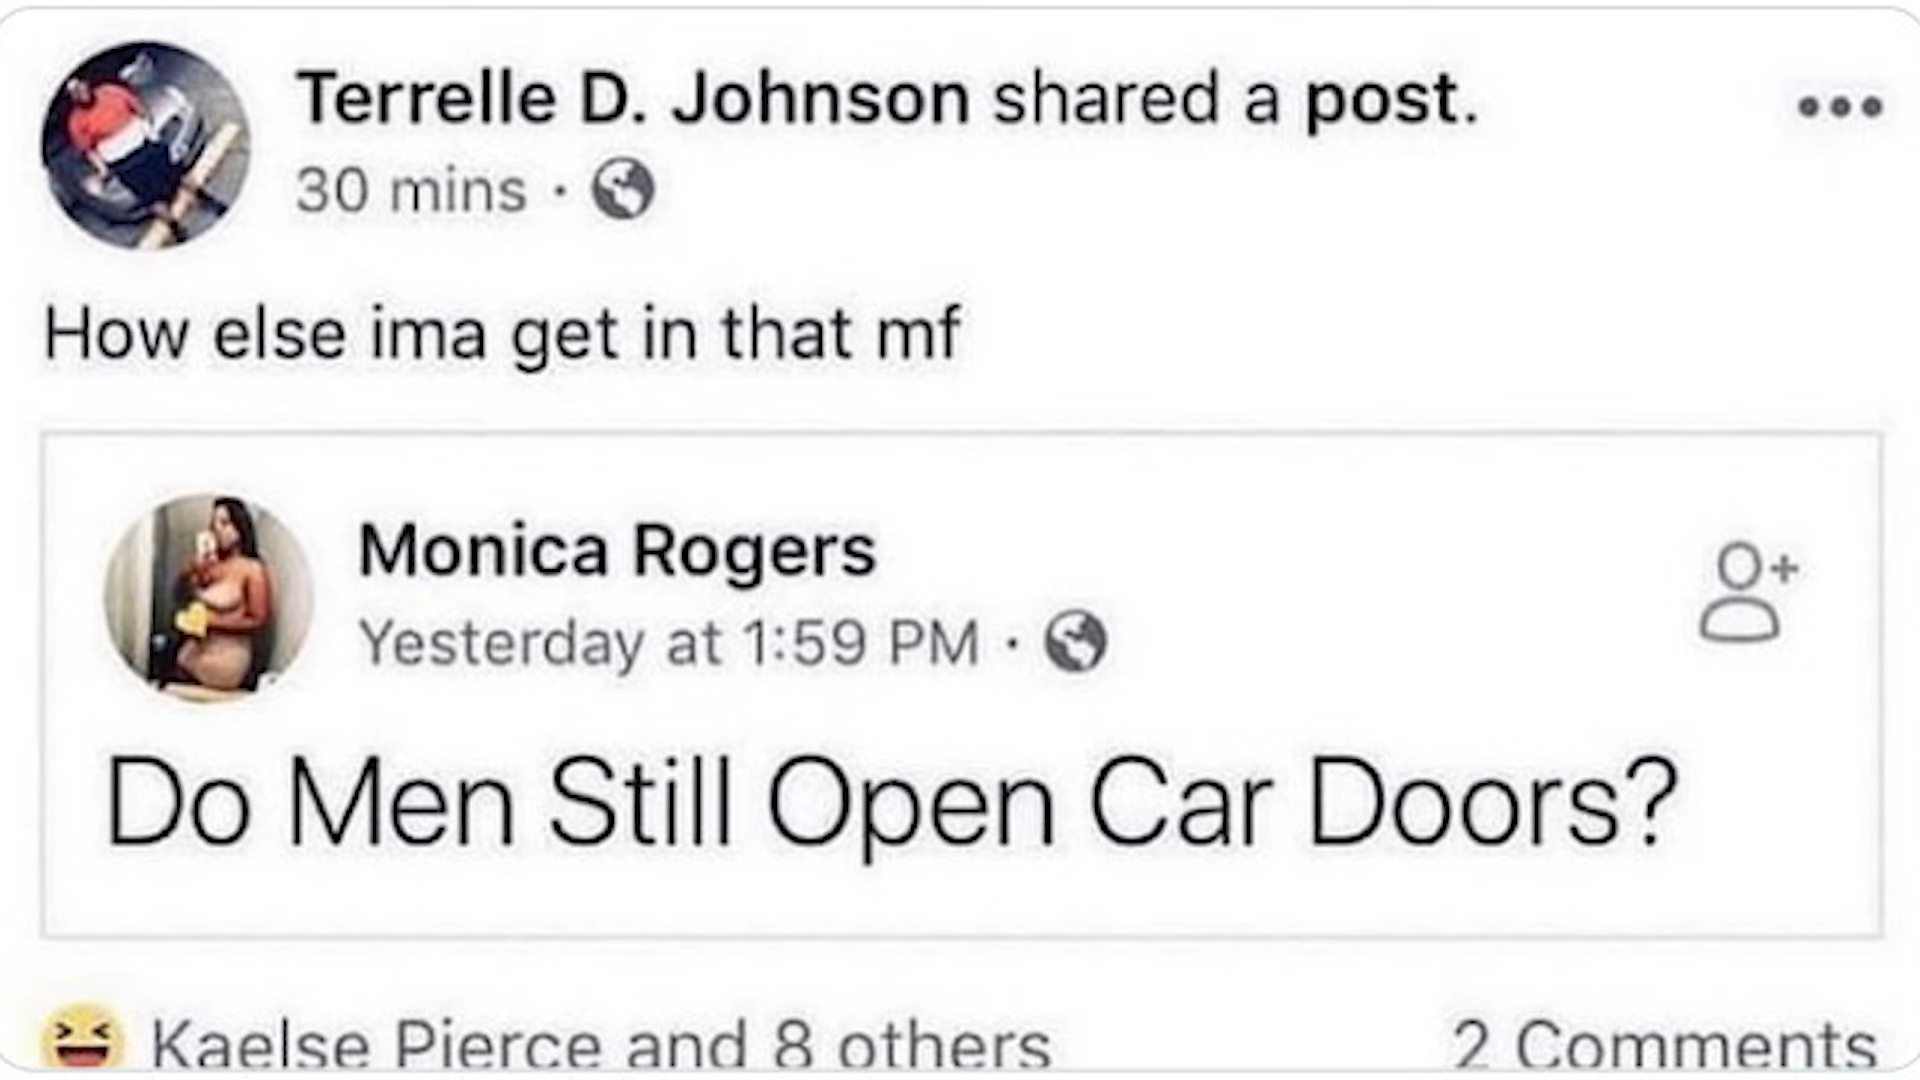 Terrelle D. Johnson shared a post.
30 mins ·
How else ima get in that mf
Monica Rogers
Yesterday at 1:59 PM ·
Do Men Still Open Car Doors?
Kaelse Pierce and 8 others
2 Comments